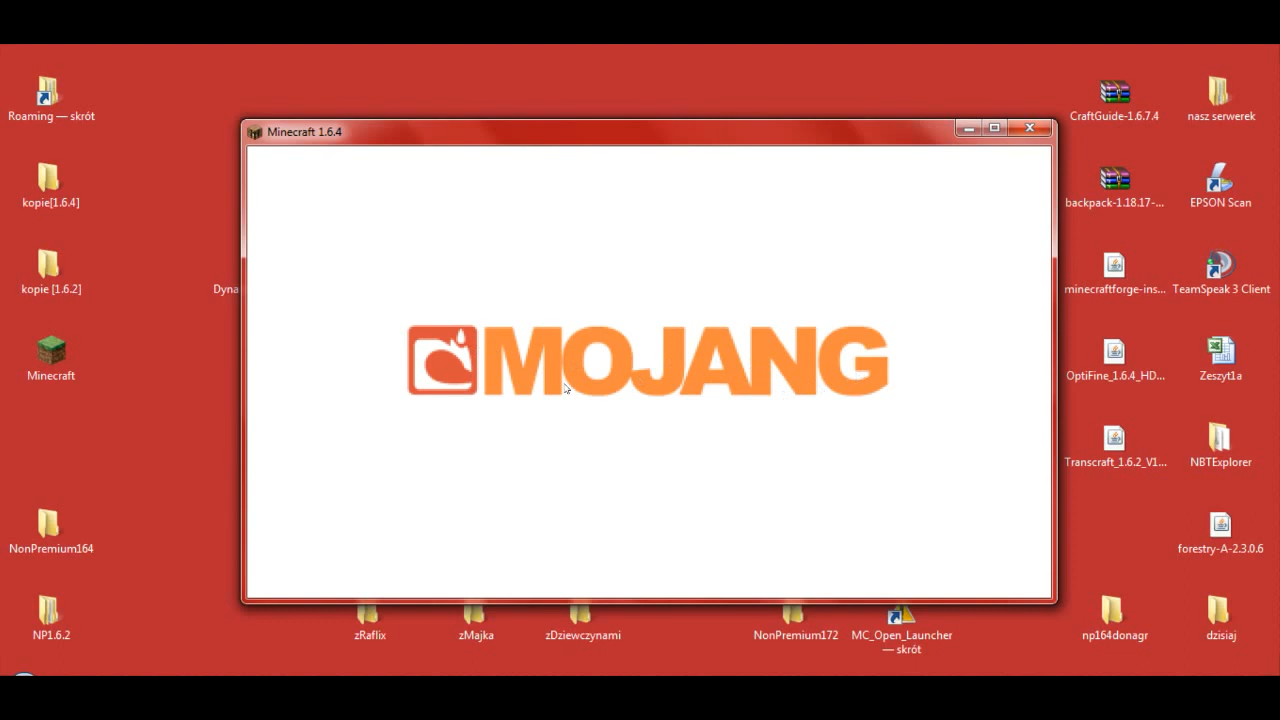 Roaming — skrót
kopie[1.6.4]
kopie [1.6.2]
Minecraft
NonPremium164
NP1.6.2
Dyna
Minecraft 1.6.4
MOJANG
zRaflix
zMajka
zDziewczynami
NonPremium172
MC_Open_Launcher
— skrót
CraftGuide-1.6.7.4
nasz serwerek
backpack-1.18.17-...
EPSON Scan
minecraftforge-ins...
TeamSpeak 3 Client
OptiFine_1.6.4_HD...
Zeszyt1a
Transcraft_1.6.2_V1...
NBTExplorer
forestry-A-2.3.0.6
np164donagr
dzisiaj